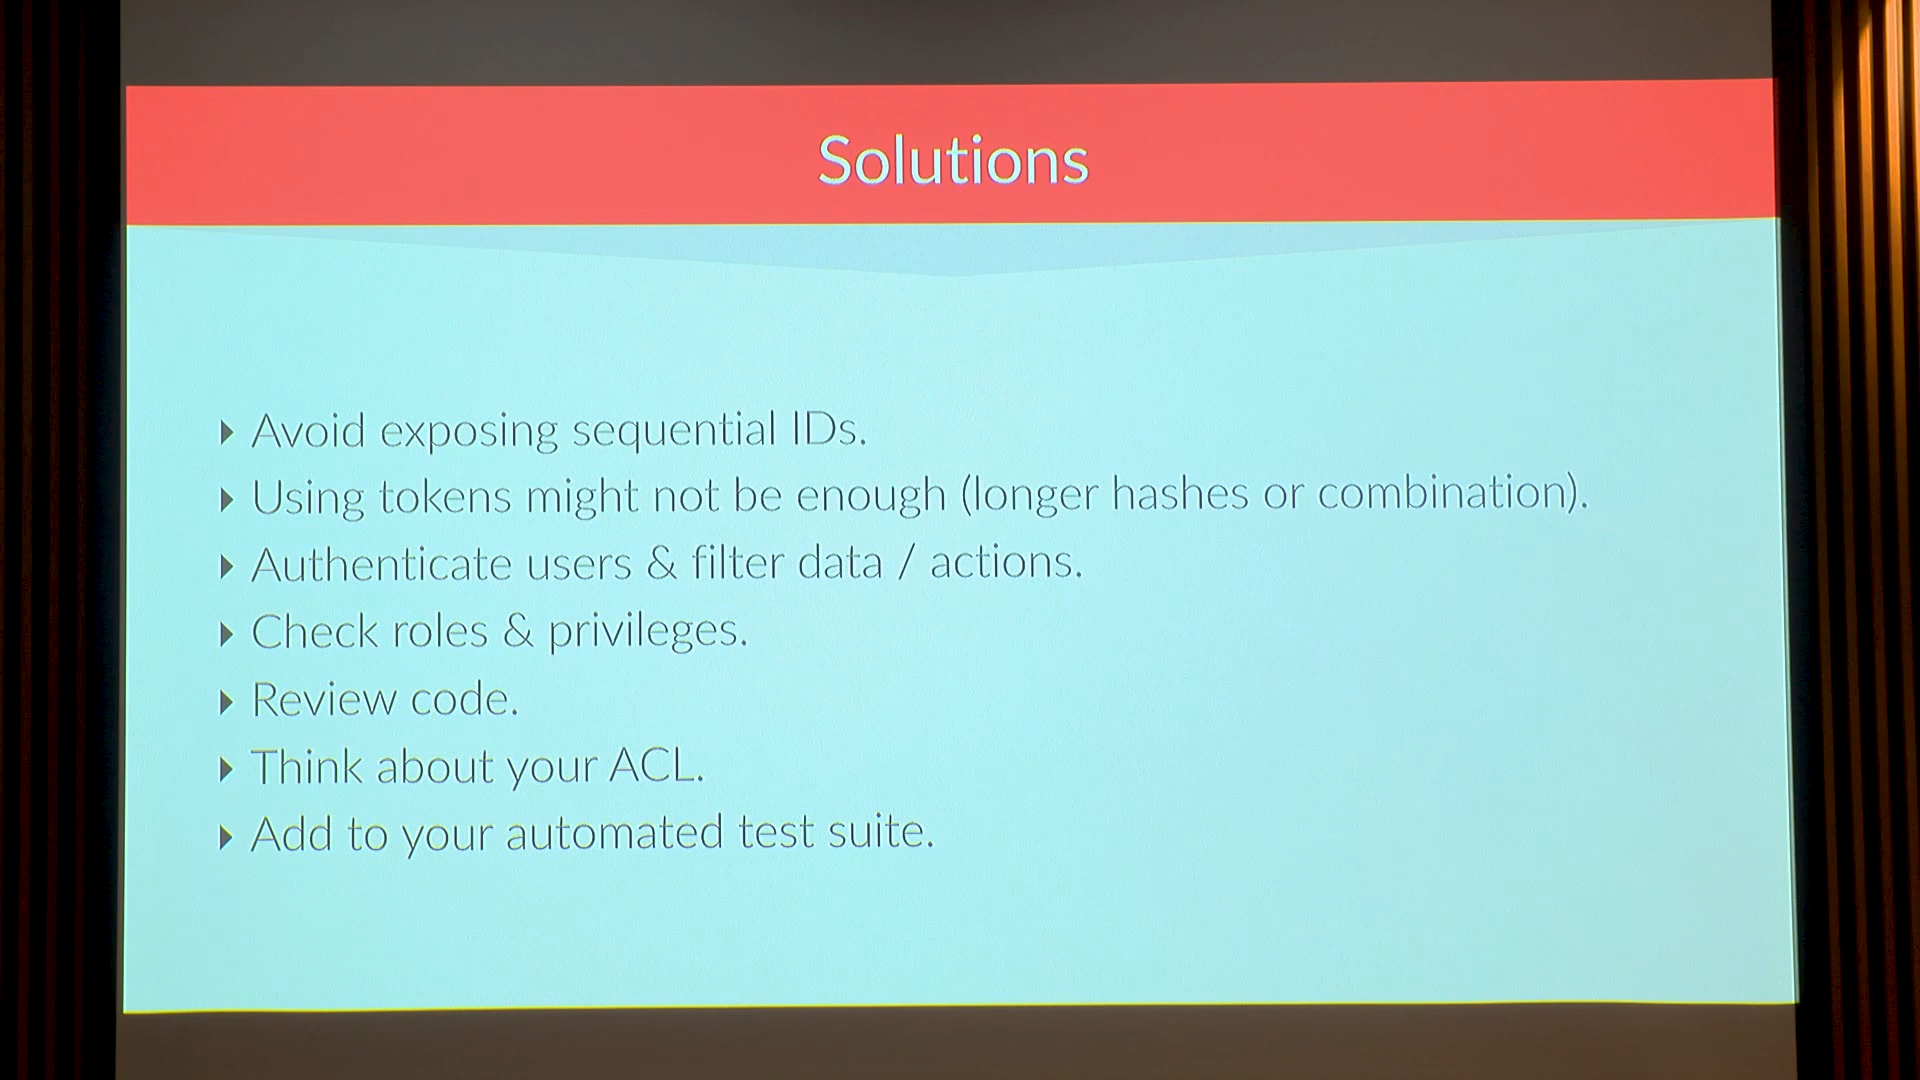 Solutions
Avoid exposing sequential IDs.
Using tokens might not be enough (longer hashes or combination).
Authenticate users & filter data / actions.
Check roles & privileges.
Review code.
Think about your ACL.
Add to your automated test suite.